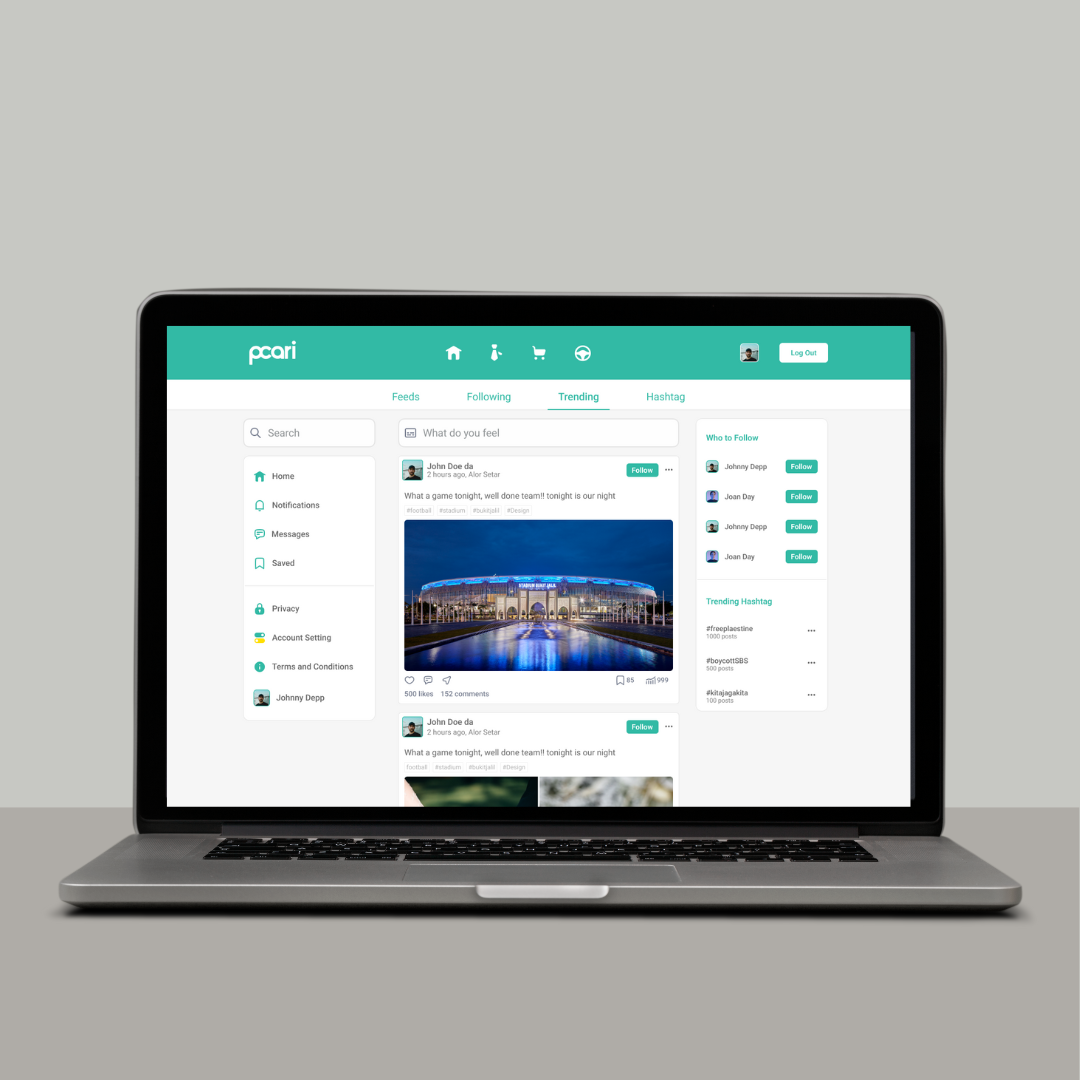 pcari
Log Out
Feeds
Following
Trending
Hashtag
Search
Home
Notifications
Messages
Saved
Privacy
Account Setting
Terms and Conditions
Johnny Depp
What do you feel
John Doe da
2 hours ago, Alor Setar
Follow
What a game tonight, well done team!! tonight is our night
#football #stadium #bukitjalil #Design
500 likes 152 comments
85
999
John Doe da
2 hours ago, Alor Setar
Follow
What a game tonight, well done team!! tonight is our night
football #stadium #bukitjalil #Design
Who to Follow
Johnny Depp Follow
Joan Day Follow
Johnny Depp Follow
Joan Day Follow
Trending Hashtag
#freeplaestine
1000 posts
#boycottSBS
500 posts
#kitajagakita
100 posts